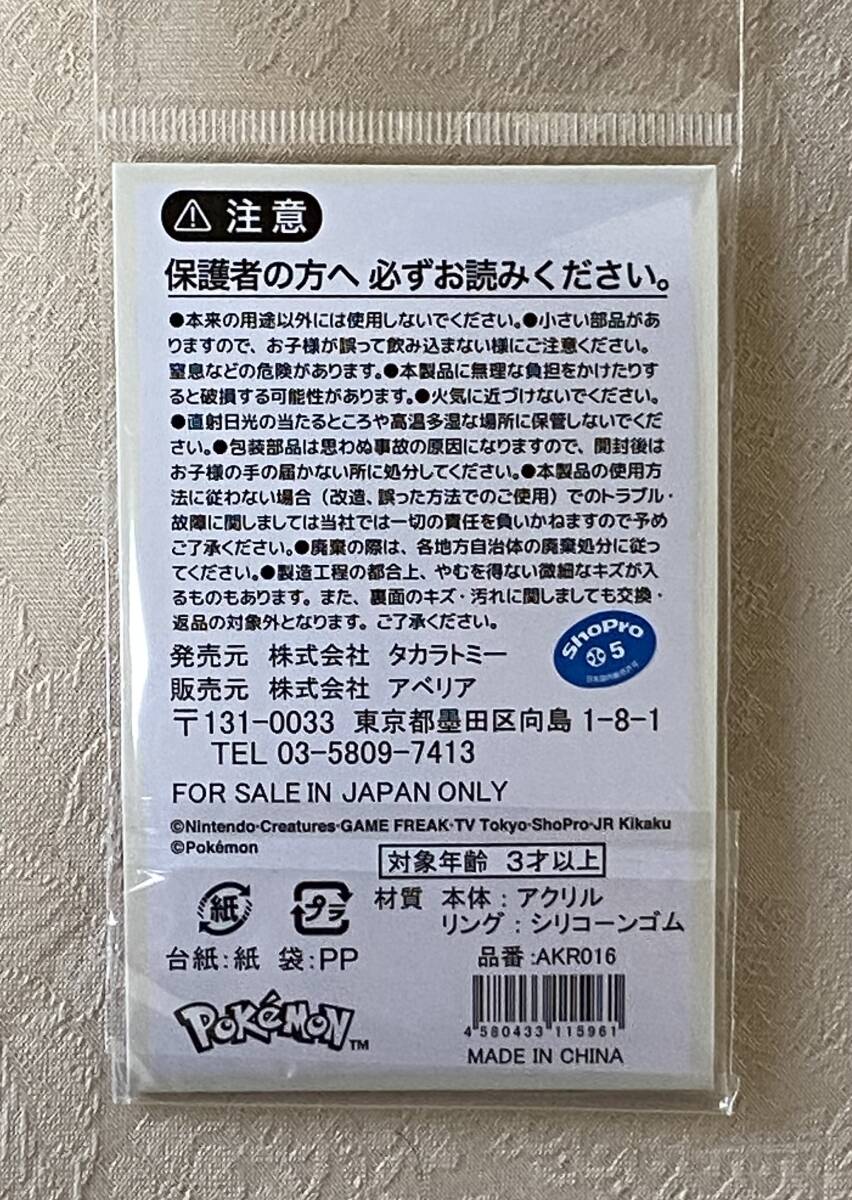 ⚠ 注意
保護者の方へ 必ずお読みください。
●本来の用途以外には使用しないでください。●小さい部品があ
りますので、お子様が誤って飲み込まない様にご注意ください。
窒息などの危険があります。●本製品に無理な負担をかけたりす
ると破損する可能性があります。●火気に近づけないでください。
●直射日光の当たるところや高温多湿な場所に保管しないでくだ
さい。●包装部品は思わぬ事故の原因になりますので、開封後は
お子様の手の届かない所に処分してください。●本製品の使用方
法に従わない場合(改造、誤った方法でのご使用)でのトラブル・
故障に関しましては当社では一切の責任を負いかねますので予め
ご了承ください。●廃棄の際は、各地方自治体の廃棄処分に従っ
てください。●製造工程の都合上、やむを得ない微細なキズが入
るものもあります。また、裏面のキズ・汚れに関しましても交換・
返品の対象外となります。ご了承ください。
ShoPro
5
発売元 株式会社 タカラトミー
販売元 株式会社 アベリア
〒131-0033 東京都墨田区向島 1-8-1
TEL 03-5809-7413
FOR SALE IN JAPAN ONLY
©Nintendo・Creatures・GAME FREAK・TV Tokyo・ShoPro・JR Kikaku
©Pokémon
対象年齢 3才以上
紙 プラ
材質 本体:アクリル
リング:シリコーンゴム
台紙:紙 袋:PP
品番:AKR016
POKéMON™
4 580433 115961
MADE IN CHINA